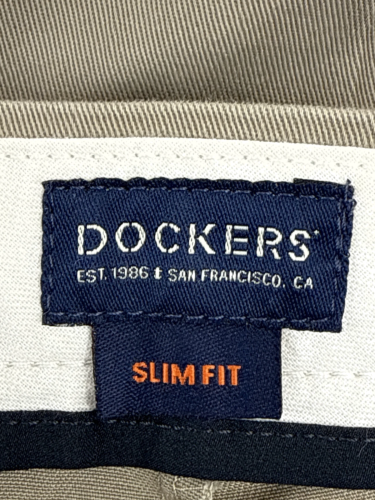 DOCKERS
EST. 1986 SAN FRANCISCO, CA
SLIM FIT